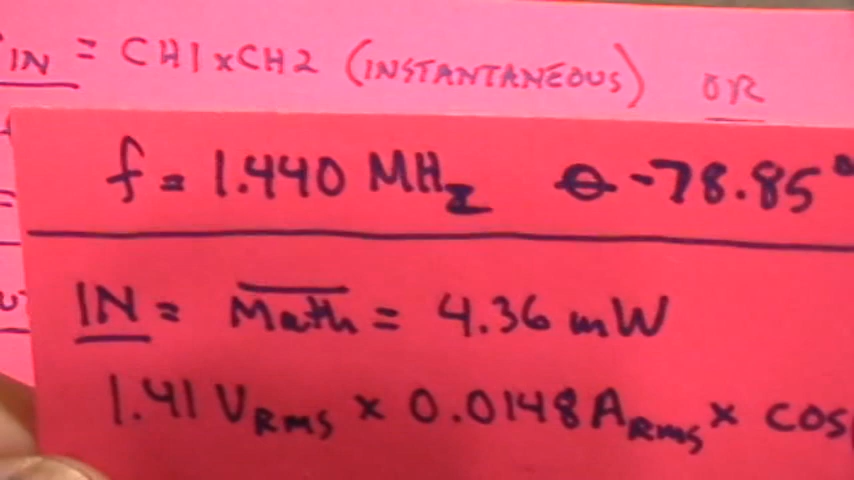 IN = CH1xCH2 (INSTANTANEOUS) OR
f = 1.440 MHz θ -78.85°
IN = Math = 4.36 mW
1.41 VRMS x 0.0148 ARMS x cos